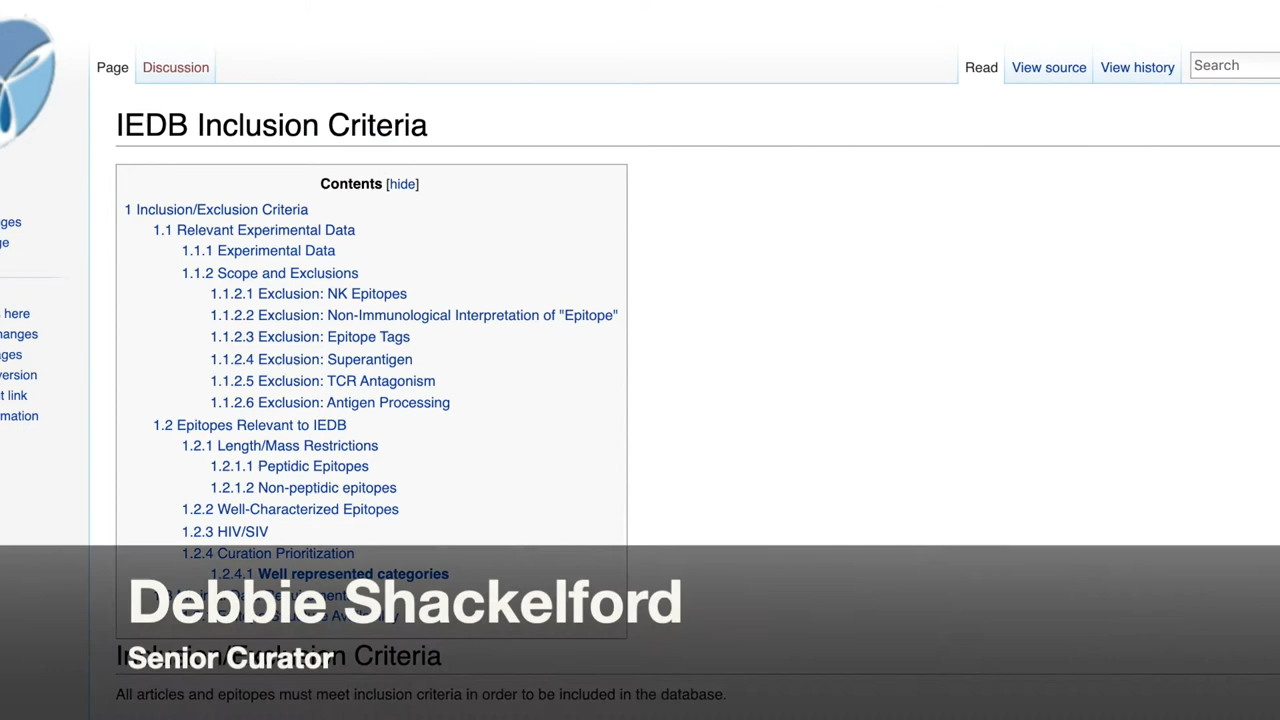 Page Discussion Read View source View history Search
IEDB Inclusion Criteria
Contents [hide]
1 Inclusion/Exclusion Criteria
ges
1.1 Relevant Experimental Data
e
1.1.1 Experimental Data
1.1.2 Scope and Exclusions
1.1.2.1 Exclusion: NK Epitopes
here
1.1.2.2 Exclusion: Non-Immunological Interpretation of "Epitope"
hanges
1.1.2.3 Exclusion: Epitope Tags
ages
1.1.2.4 Exclusion: Superantigen
version
1.1.2.5 Exclusion: TCR Antagonism
t link
1.1.2.6 Exclusion: Antigen Processing
mation
1.2 Epitopes Relevant to IEDB
1.2.1 Length/Mass Restrictions
1.2.1.1 Peptidic Epitopes
1.2.1.2 Non-peptidic epitopes
1.2.2 Well-Characterized Epitopes
1.2.3 HIV/SIV
1.2.4 Curation Prioritization
1.2.4.1 Well represented categories
Debbie Shackelford
Senior Curator
Inclusion/Exclusion Criteria
All articles and epitopes must meet inclusion criteria in order to be included in the database.